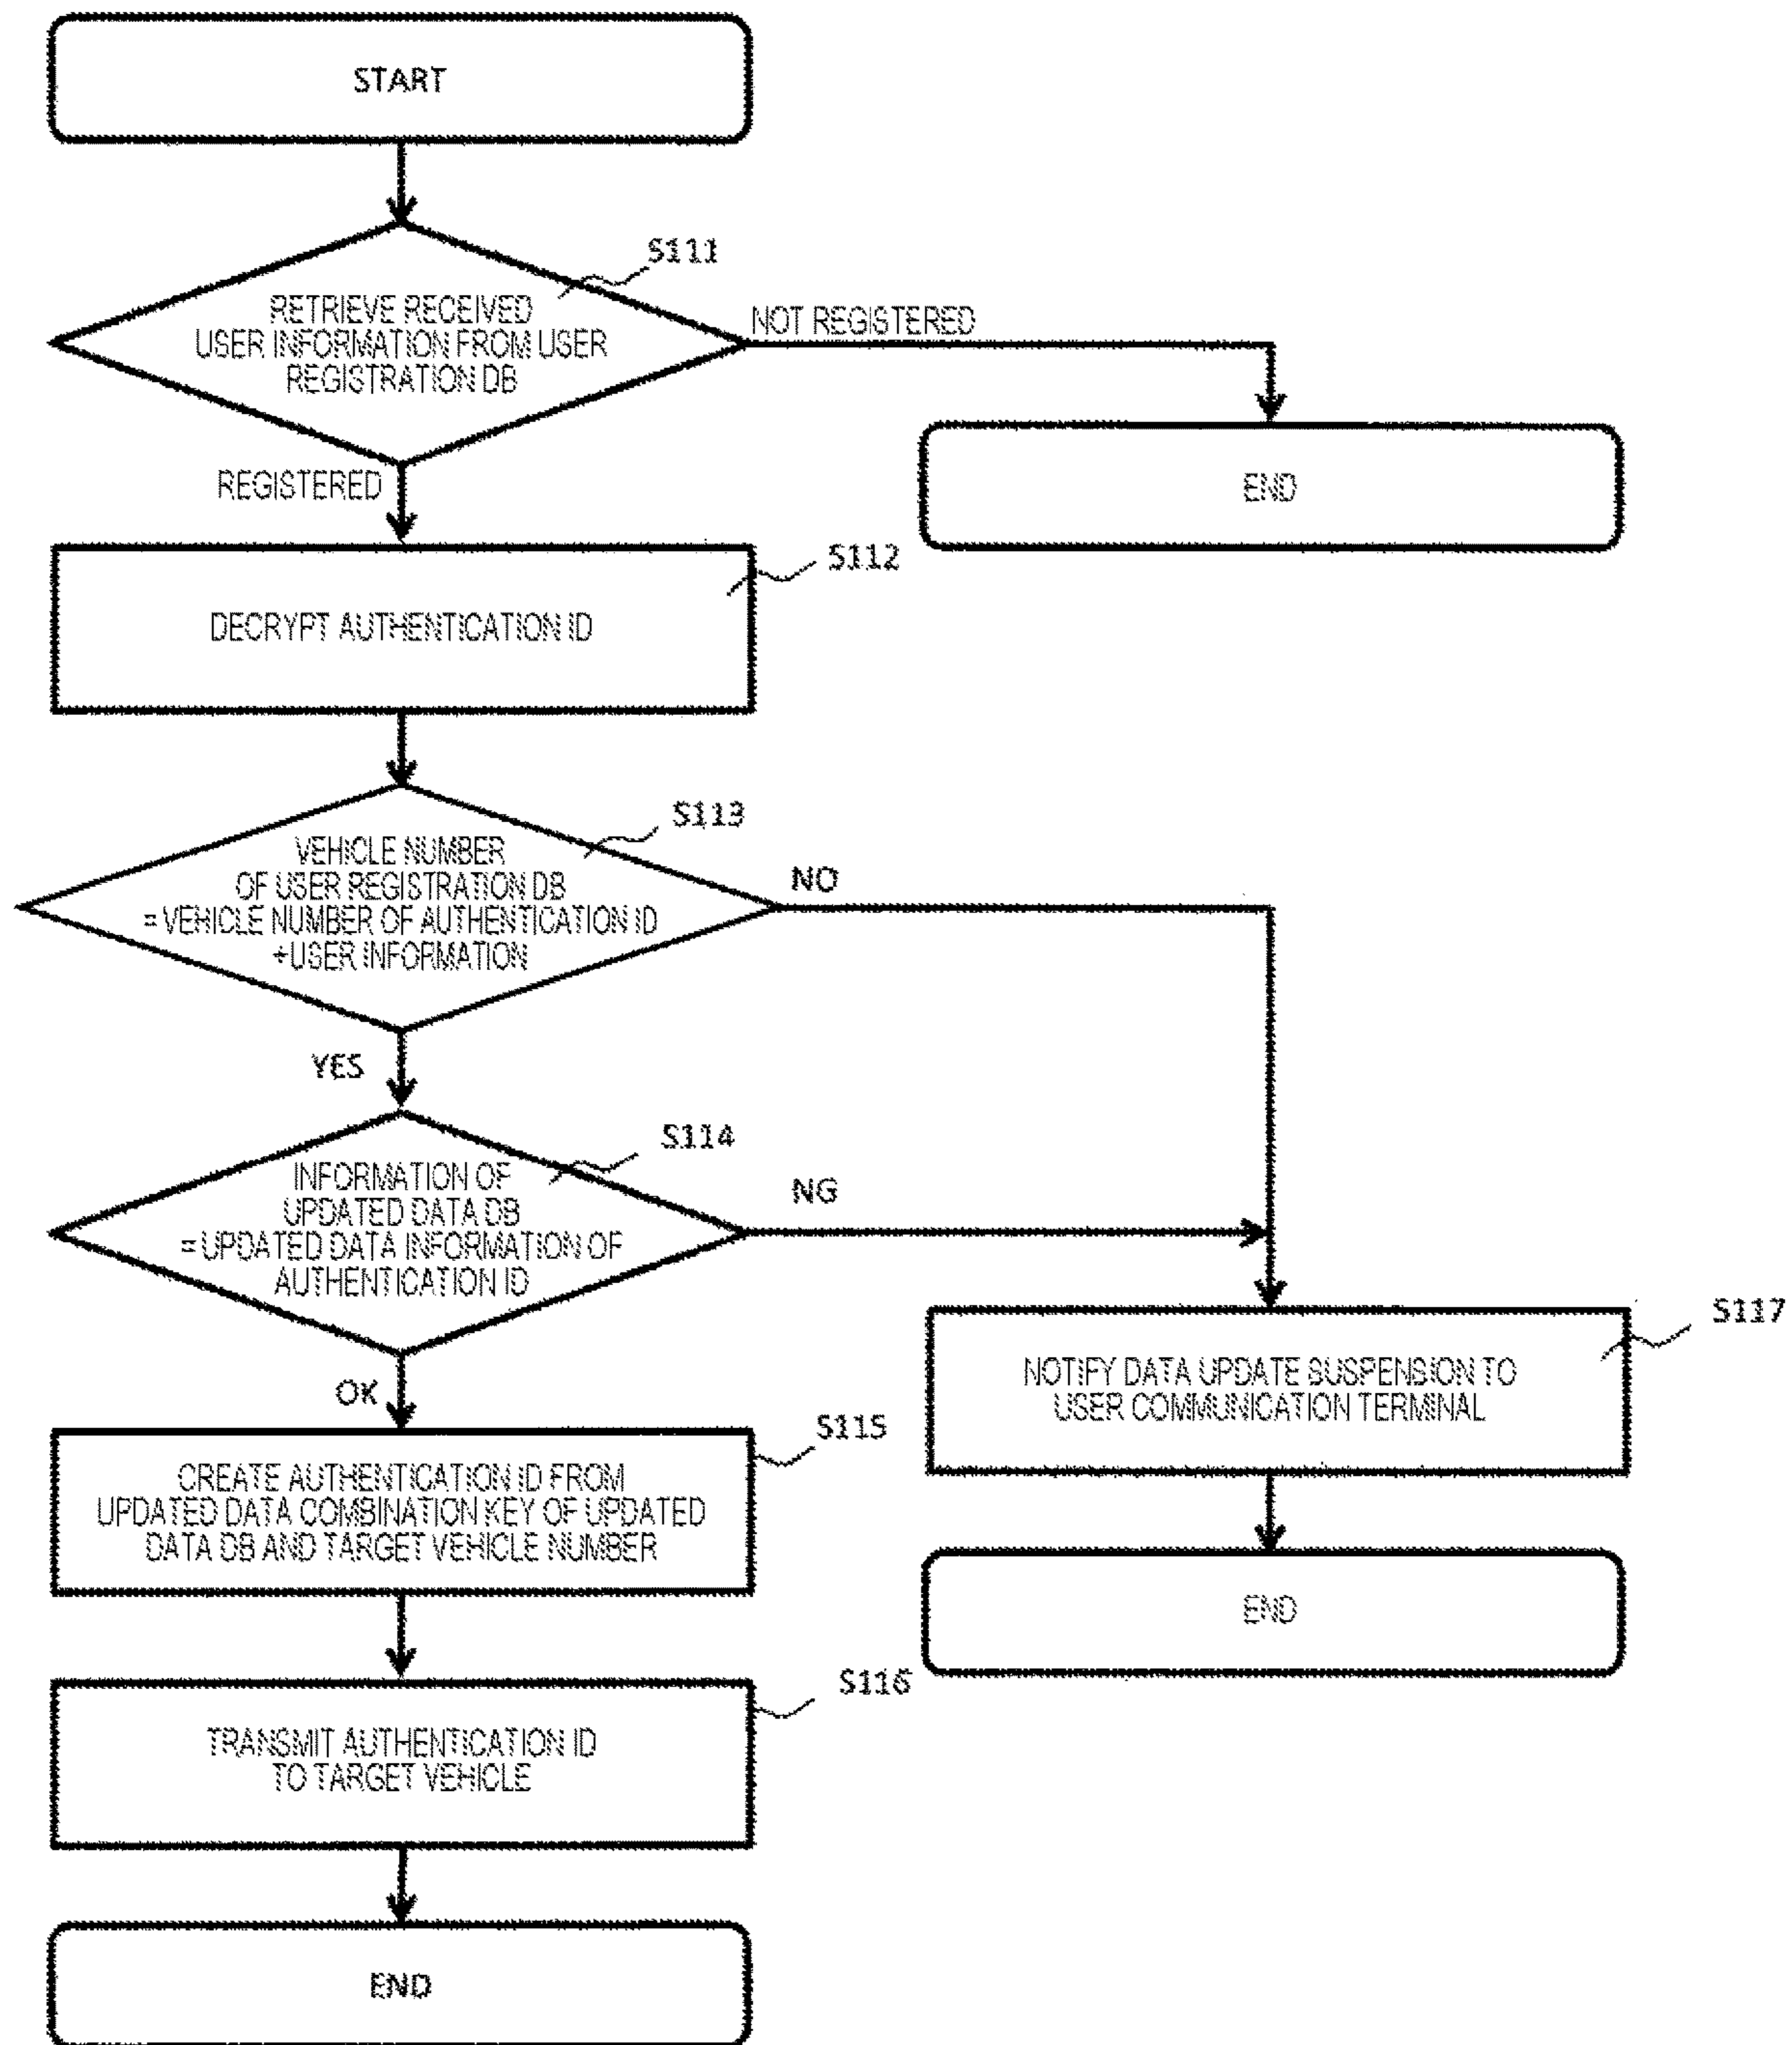 START
S111
RETRIEVE RECEIVED
USER INFORMATION FROM USER
REGISTRATION DB
NOT REGISTERED
END
REGISTERED
S112
DECRYPT AUTHENTICATION ID
S113
VEHICLE NUMBER
OF USER REGISTRATION DB
=VEHICLE NUMBER OF AUTHENTICATION ID
+USER INFORMATION
NO
YES
S114
INFORMATION OF
UPDATED DATA DB
=UPDATED DATA INFORMATION OF
AUTHENTICATION ID
NG
S117
NOTIFY DATA UPDATE SUSPENSION TO
USER COMMUNICATION TERMINAL
OK
S115
CREATE AUTHENTICATION ID FROM
UPDATED DATA COMBINATION KEY OF UPDATED
DATA DB AND TARGET VEHICLE NUMBER
END
S116
TRANSMIT AUTHENTICATION ID
TO TARGET VEHICLE
END